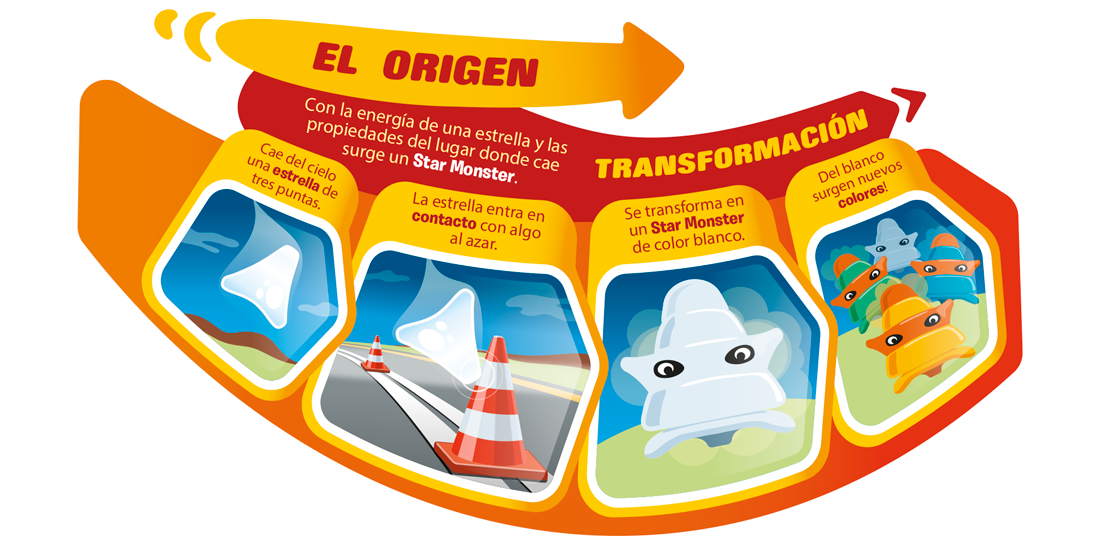 EL ORIGEN
Con la energía de una estrella y las
propiedades del lugar donde cae
surge un Star Monster.
TRANSFORMACIÓN
Cae del cielo
una estrella de
tres puntas.
La estrella entra en
contacto con algo
al azar.
Se transforma en
un Star Monster
de color blanco.
Del blanco
surgen nuevos
colores!